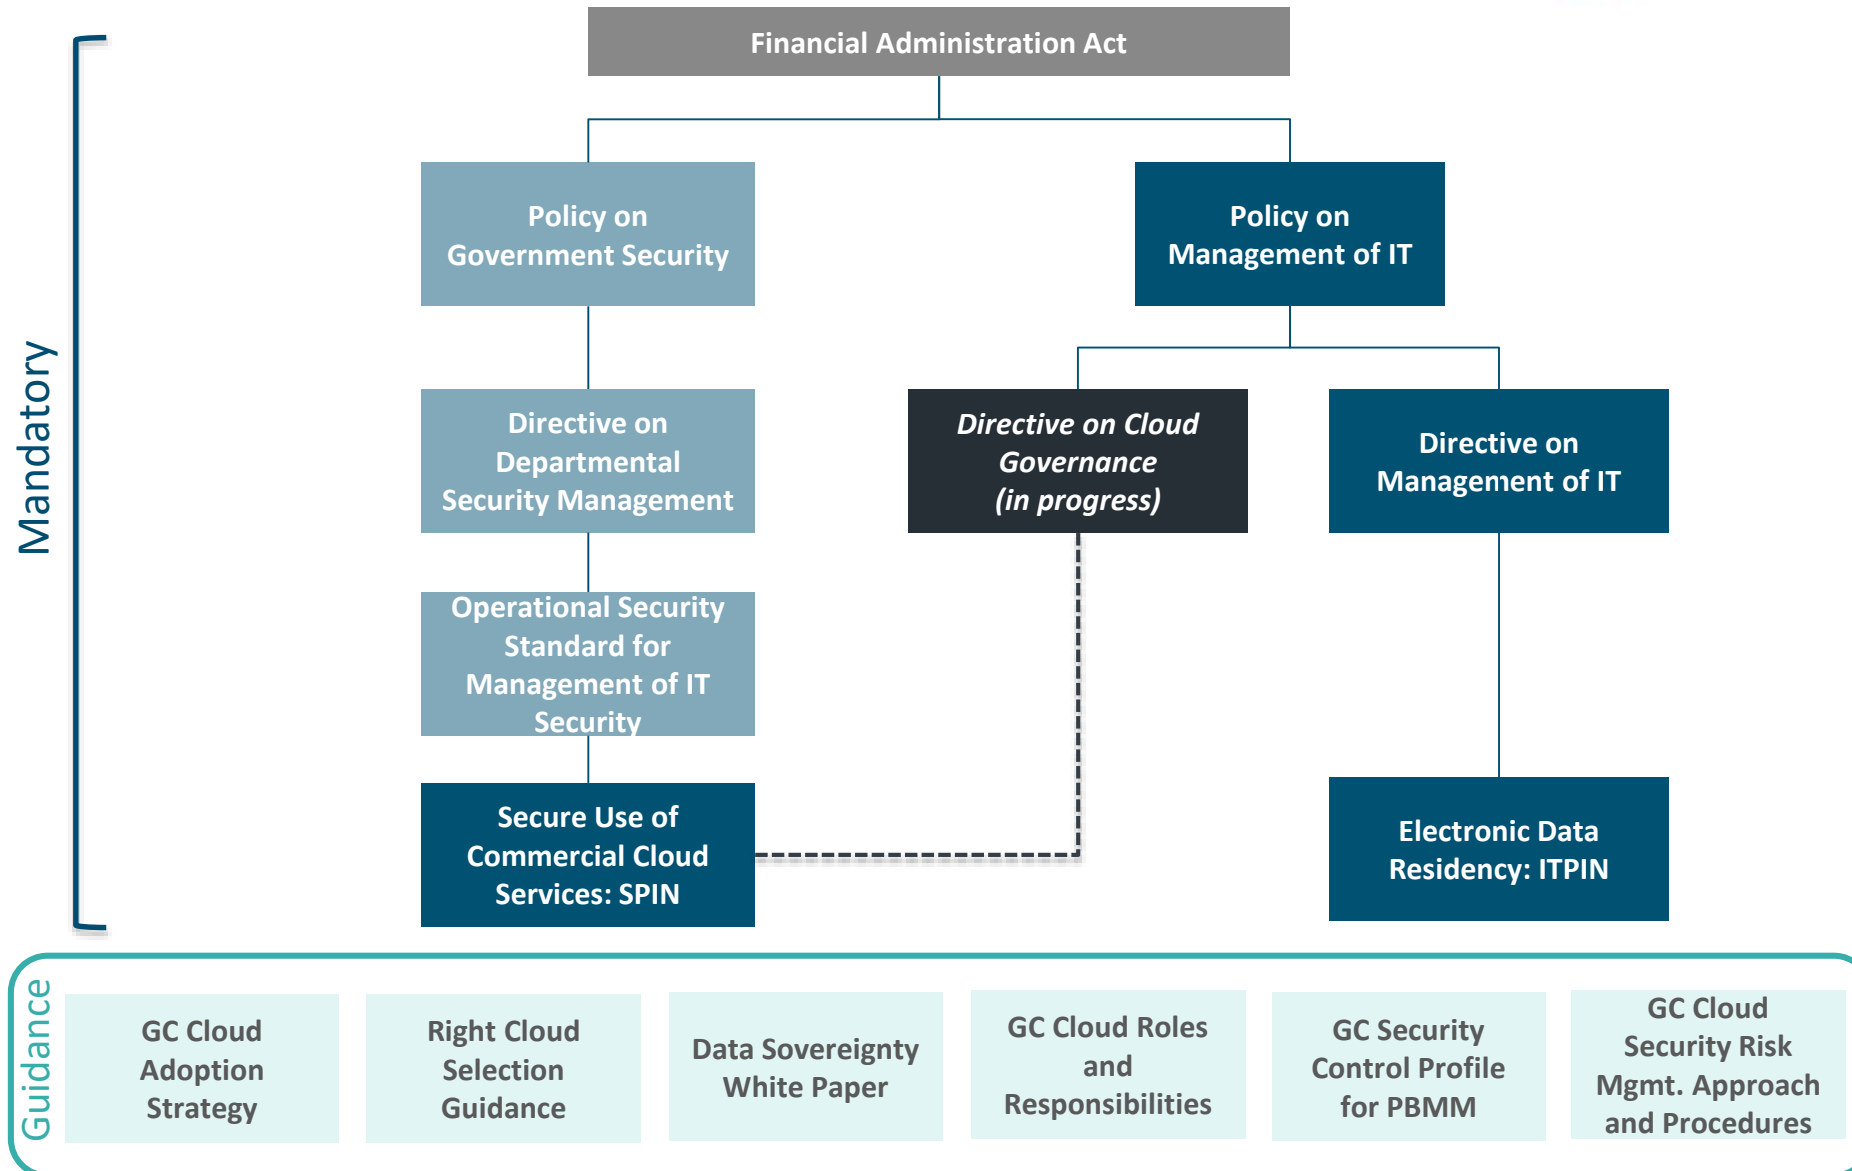 Financial Administration Act
Mandatory
Policy on
Government Security
Policy on
Management of IT
Directive on
Departmental
Security Management
Directive on Cloud
Governance
(in progress)
Directive on
Management of IT
Operational Security
Standard for
Management of IT
Security
Secure Use of
Commercial Cloud
Services: SPIN
Electronic Data
Residency: ITPIN
Guidance
GC Cloud
Adoption
Strategy
Right Cloud
Selection
Guidance
Data Sovereignty
White Paper
GC Cloud Roles
and
Responsibilities
GC Security
Control Profile
for PBMM
GC Cloud
Security Risk
Mgmt. Approach
and Procedures